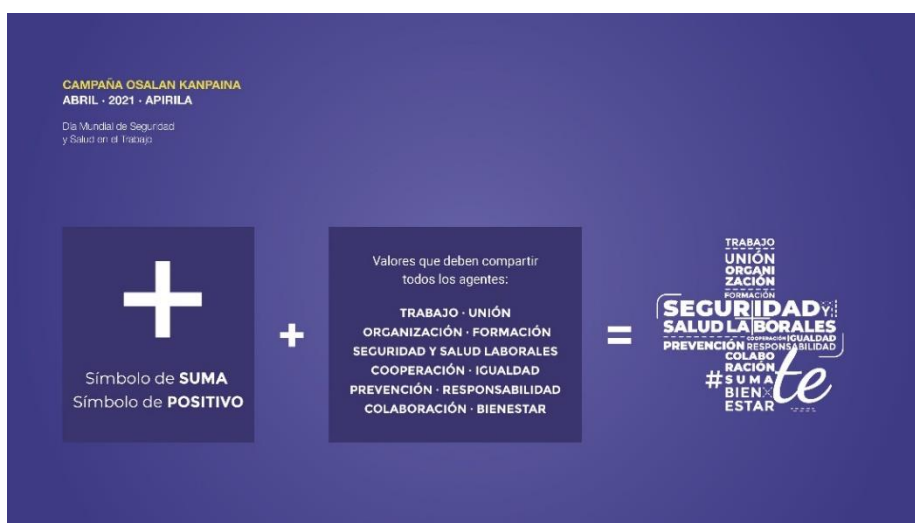 CAMPAÑA OSALAN KANPAINA
ABRIL · 2021 · APIRILA
Día Mundial de Seguridad
y Salud en el Trabajo
+
Símbolo de SUMA
Símbolo de POSITIVO
+
Valores que deben compartir
todos los agentes:
TRABAJO · UNIÓN
ORGANIZACIÓN · FORMACIÓN
SEGURIDAD Y SALUD LABORALES
COOPERACIÓN · IGUALDAD
PREVENCIÓN · RESPONSABILIDAD
COLABORACIÓN · BIENESTAR
=
TRABAJO
UNIÓN
ORGANI
ZACIÓN
FORMACIÓN
SEGURIDAD Y
SALUD LABORALES
COOPERACIÓN IGUALDAD
PREVENCIÓN RESPONSABILIDAD
COLABO
RACIÓN
#SUMAte
BIEN
ESTAR